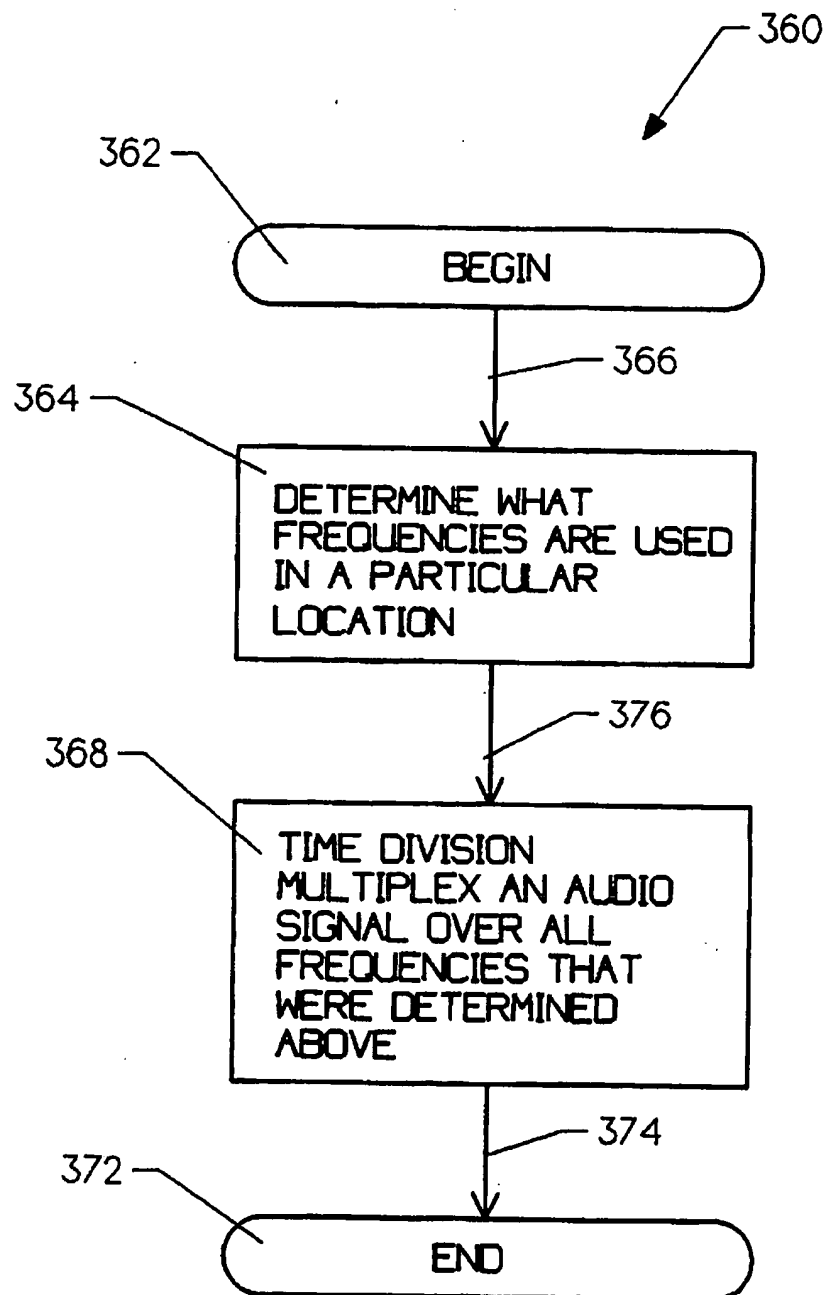 360
362
BEGIN
366
364
DETERMINE WHAT
FREQUENCIES ARE USED
IN A PARTICULAR
LOCATION
376
368
TIME DIVISION
MULTIPLEX AN AUDIO
SIGNAL OVER ALL
FREQUENCIES THAT
WERE DETERMINED
ABOVE
374
372
END